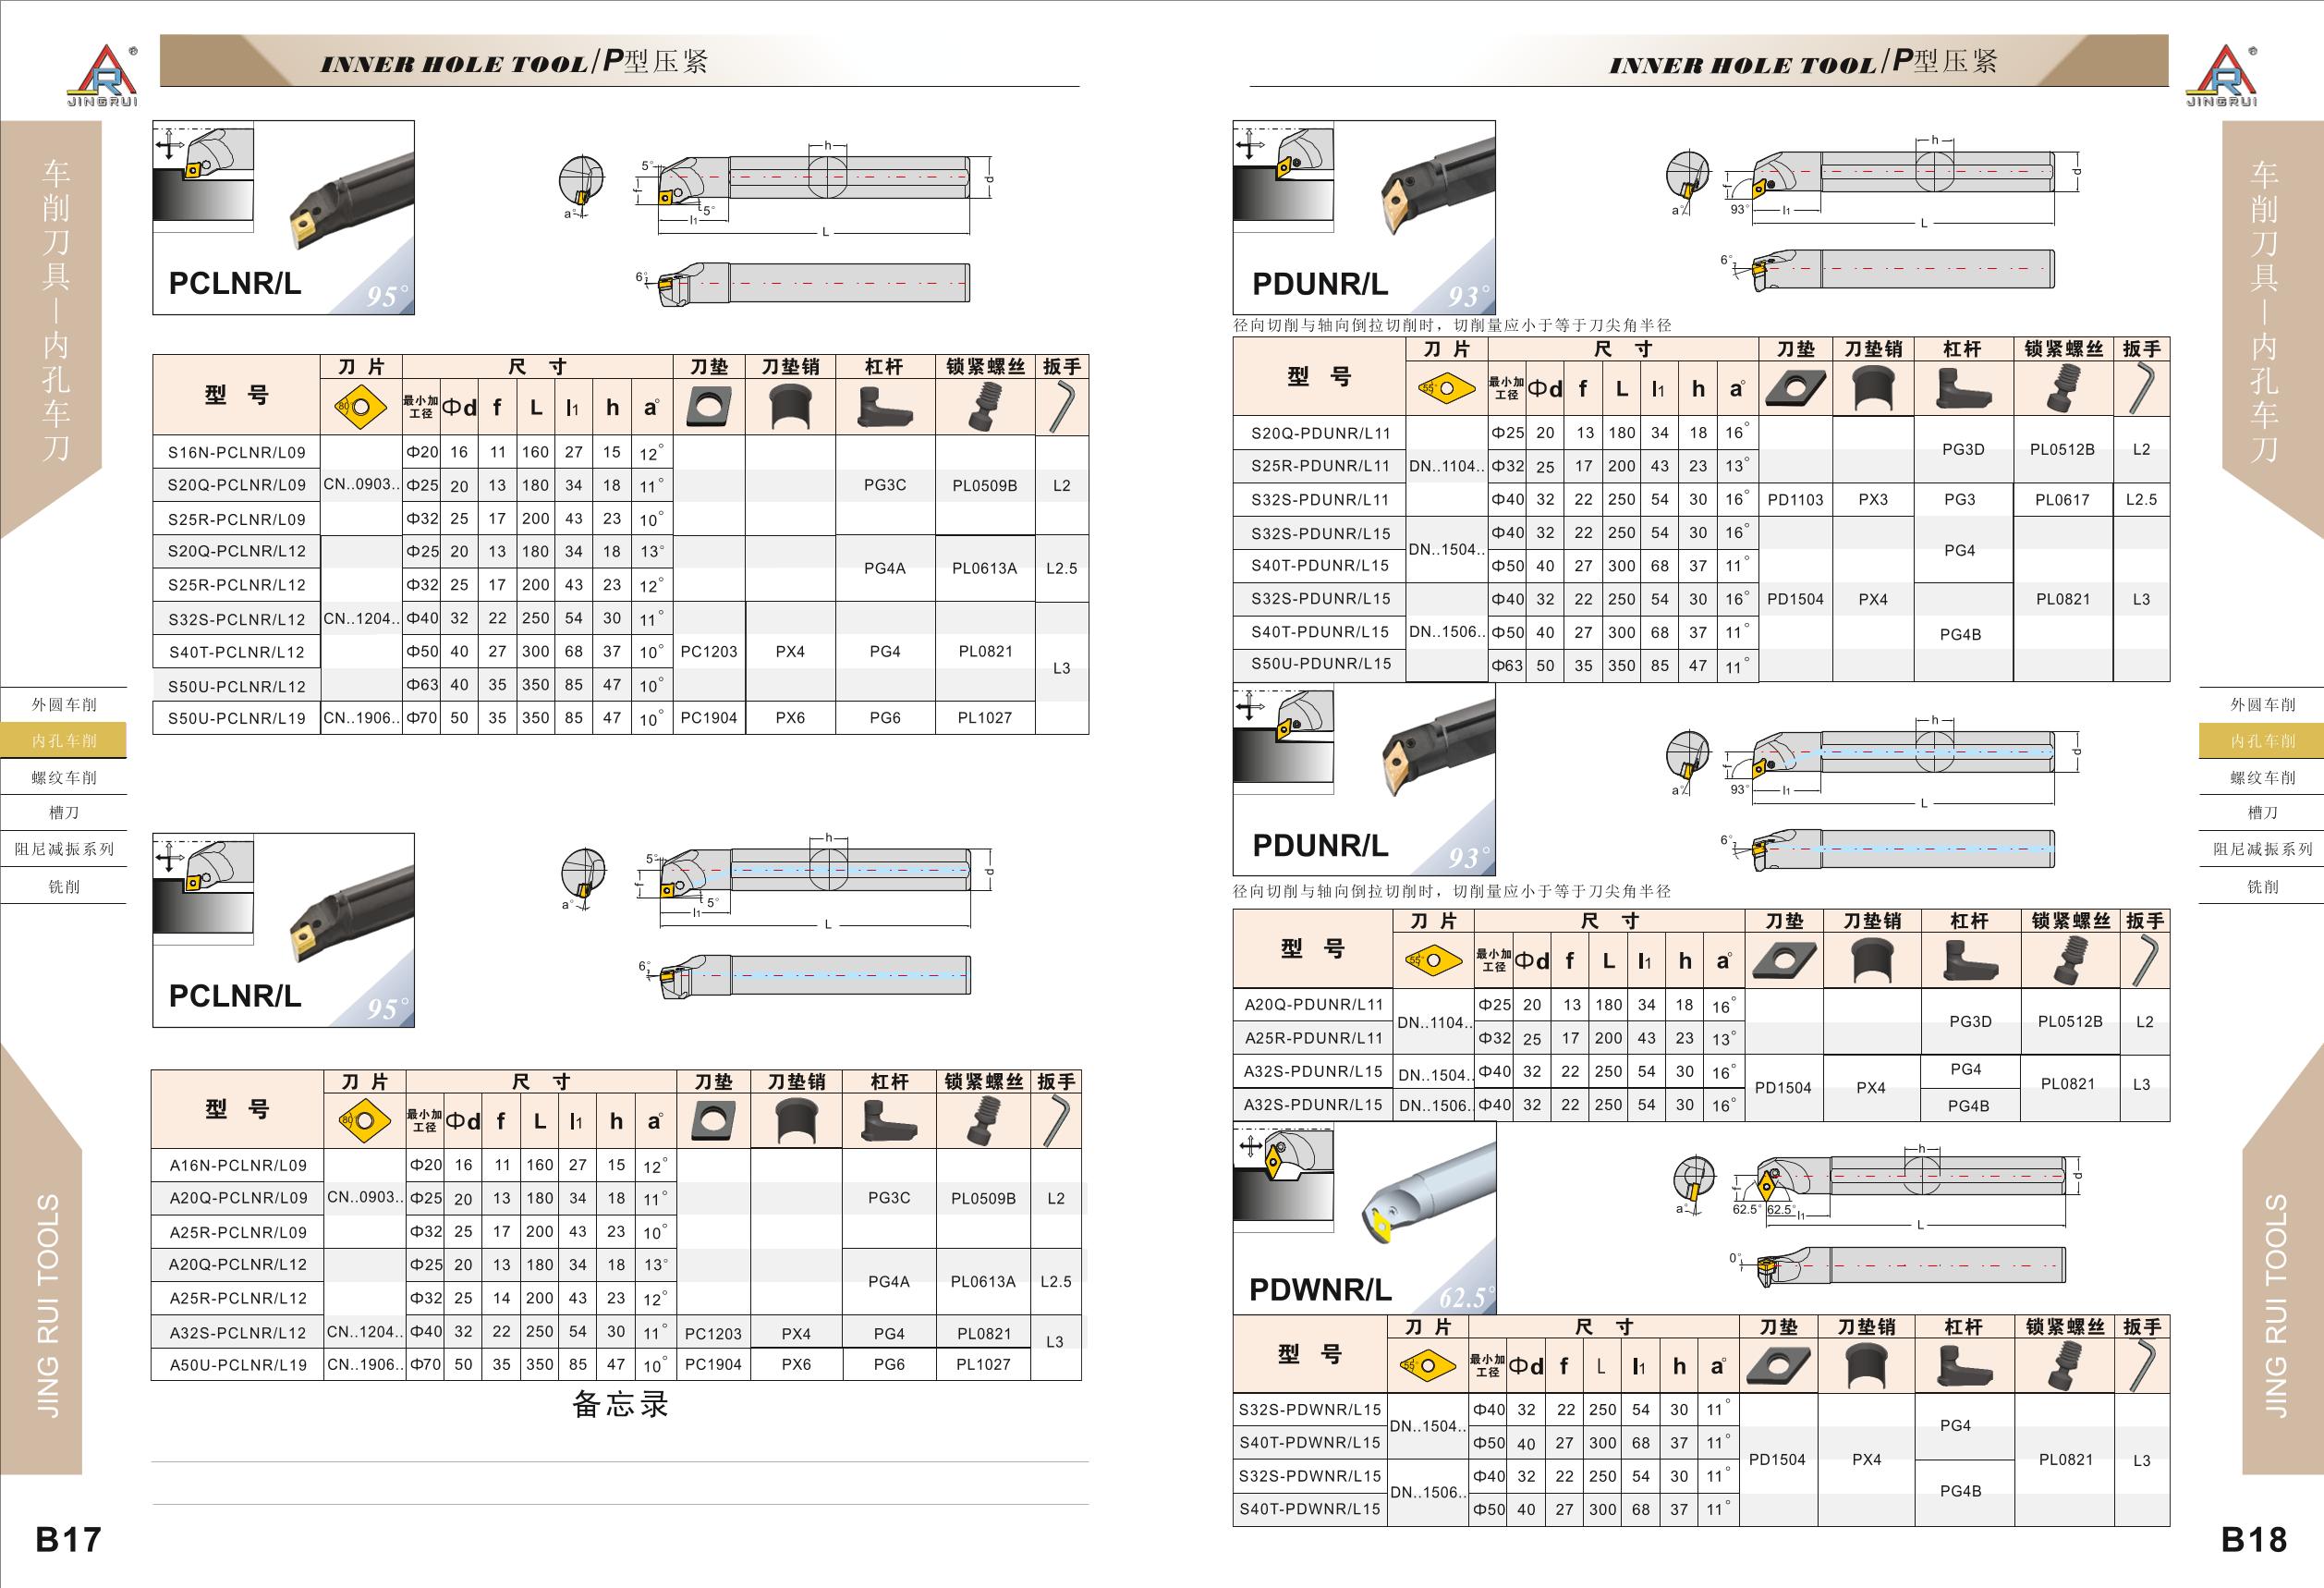 JINGRUI
INNER HOLE TOOL/P型压紧
车削刀具—内孔车刀
外圆车削
内孔车削
螺纹车削
槽刀
阻尼减振系列
铣削
JING RUI TOOLS
B17
PCLNR/L
95°
5° f a° l1 5° h d L
6°
型 号 刀 片 尺 寸 刀垫 刀垫销 杠杆 锁紧螺丝 扳手
80° 最小加工径 Φd f L l1 h a°
S16N-PCLNR/L09 Φ20 16 11 160 27 15 12°
S20Q-PCLNR/L09 CN..0903.. Φ25 20 13 180 34 18 11° PG3C PL0509B L2
S25R-PCLNR/L09 Φ32 25 17 200 43 23 10°
S20Q-PCLNR/L12 Φ25 20 13 180 34 18 13° PG4A PL0613A L2.5
S25R-PCLNR/L12 Φ32 25 17 200 43 23 12°
S32S-PCLNR/L12 CN..1204.. Φ40 32 22 250 54 30 11°
S40T-PCLNR/L12 Φ50 40 27 300 68 37 10° PC1203 PX4 PG4 PL0821 L3
S50U-PCLNR/L12 Φ63 40 35 350 85 47 10°
S50U-PCLNR/L19 CN..1906.. Φ70 50 35 350 85 47 10° PC1904 PX6 PG6 PL1027
PCLNR/L
95°
5° f a° l1 5° h d L
6°
型 号 刀 片 尺 寸 刀垫 刀垫销 杠杆 锁紧螺丝 扳手
80° 最小加工径 Φd f L l1 h a°
A16N-PCLNR/L09 Φ20 16 11 160 27 15 12°
A20Q-PCLNR/L09 CN..0903.. Φ25 20 13 180 34 18 11° PG3C PL0509B L2
A25R-PCLNR/L09 Φ32 25 17 200 43 23 10°
A20Q-PCLNR/L12 Φ25 20 13 180 34 18 13° PG4A PL0613A L2.5
A25R-PCLNR/L12 Φ32 25 14 200 43 23 12°
A32S-PCLNR/L12 CN..1204.. Φ40 32 22 250 54 30 11° PC1203 PX4 PG4 PL0821 L3
A50U-PCLNR/L19 CN..1906.. Φ70 50 35 350 85 47 10° PC1904 PX6 PG6 PL1027
备忘录
INNER HOLE TOOL/P型压紧
JINGRUI
车削刀具—内孔车刀
外圆车削
内孔车削
螺纹车削
槽刀
阻尼减振系列
铣削
JING RUI TOOLS
B18
PDUNR/L
93°
a° f 93° l1 h d L
6°
径向切削与轴向倒拉切削时，切削量应小于等于刀尖角半径
型 号 刀 片 尺 寸 刀垫 刀垫销 杠杆 锁紧螺丝 扳手
55° 最小加工径 Φd f L l1 h a°
S20Q-PDUNR/L11 Φ25 20 13 180 34 18 16° PG3D PL0512B L2
S25R-PDUNR/L11 DN..1104.. Φ32 25 17 200 43 23 13°
S32S-PDUNR/L11 Φ40 32 22 250 54 30 16° PD1103 PX3 PG3 PL0617 L2.5
S32S-PDUNR/L15 DN..1504.. Φ40 32 22 250 54 30 16° PG4
S40T-PDUNR/L15 Φ50 40 27 300 68 37 11°
S32S-PDUNR/L15 Φ40 32 22 250 54 30 16° PD1504 PX4 PL0821 L3
S40T-PDUNR/L15 DN..1506.. Φ50 40 27 300 68 37 11° PG4B
S50U-PDUNR/L15 Φ63 50 35 350 85 47 11°
PDUNR/L
93°
a° f 93° l1 h d L
6°
径向切削与轴向倒拉切削时，切削量应小于等于刀尖角半径
型 号 刀 片 尺 寸 刀垫 刀垫销 杠杆 锁紧螺丝 扳手
55° 最小加工径 Φd f L l1 h a°
A20Q-PDUNR/L11 DN..1104.. Φ25 20 13 180 34 18 16° PG3D PL0512B L2
A25R-PDUNR/L11 Φ32 25 17 200 43 23 13°
A32S-PDUNR/L15 DN..1504.. Φ40 32 22 250 54 30 16° PD1504 PX4 PG4 PL0821 L3
A32S-PDUNR/L15 DN..1506.. Φ40 32 22 250 54 30 16° PG4B
PDWNR/L
62.5°
a° f 62.5° 62.5° l1 h d L
0°
型 号 刀 片 尺 寸 刀垫 刀垫销 杠杆 锁紧螺丝 扳手
55° 最小加工径 Φd f L l1 h a°
S32S-PDWNR/L15 DN..1504.. Φ40 32 22 250 54 30 11° PG4
S40T-PDWNR/L15 Φ50 40 27 300 68 37 11° PD1504 PX4 PL0821 L3
S32S-PDWNR/L15 DN..1506.. Φ40 32 22 250 54 30 11° PG4B
S40T-PDWNR/L15 Φ50 40 27 300 68 37 11°